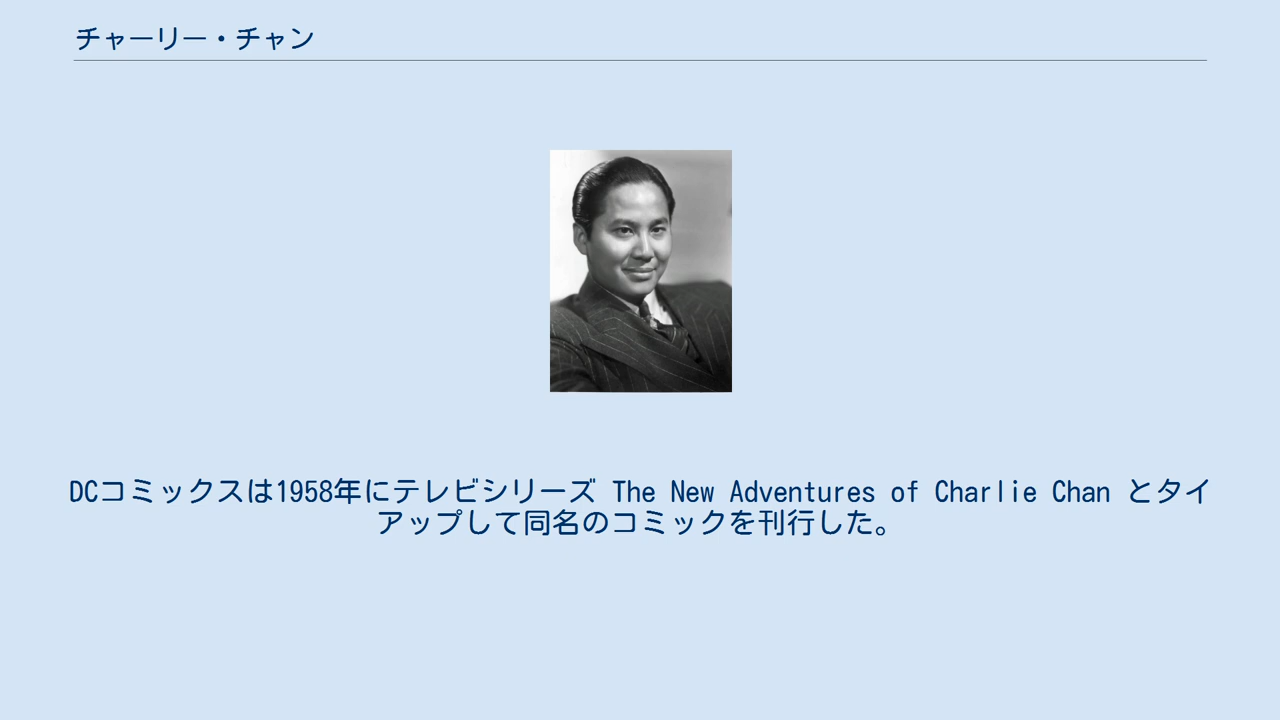 チャーリー・チャン
DCコミックスは1958年にテレビシリーズ The New Adventures of Charlie Chan とタイ
アップして同名のコミックを刊行した。